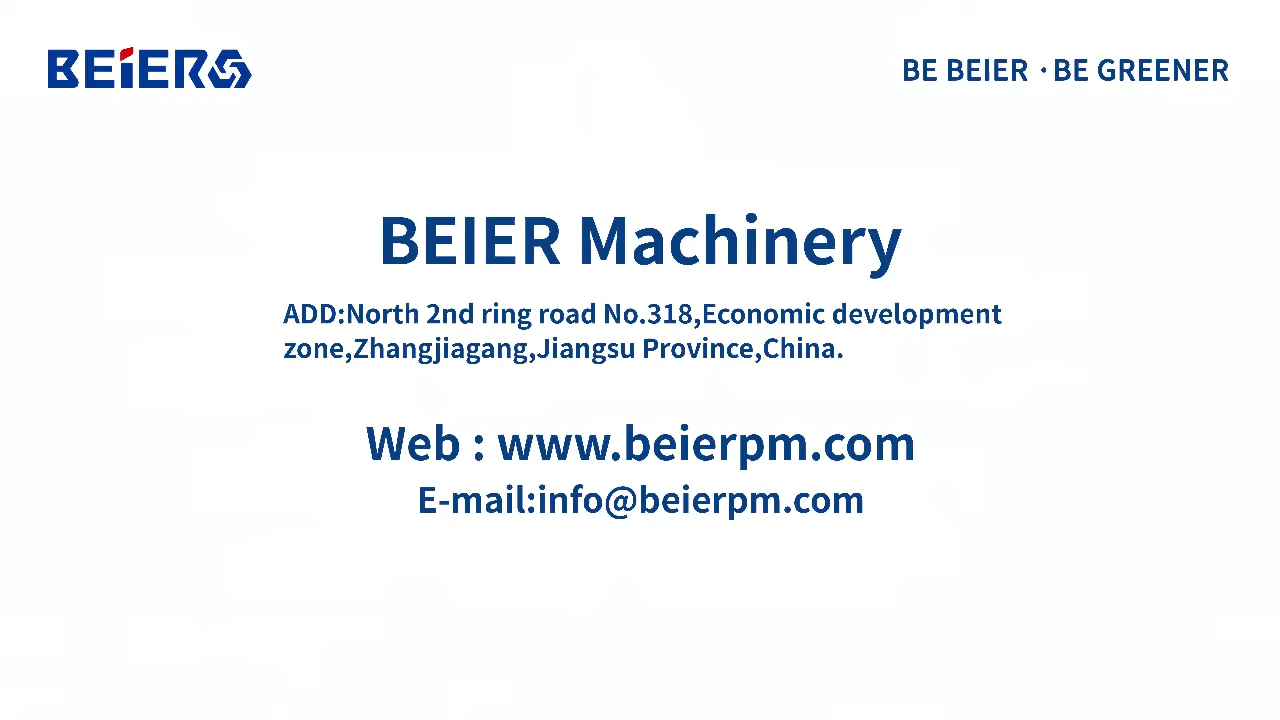 BEIER
BE BEIER ·BE GREENER
BEIER Machinery
ADD:North 2nd ring road No.318,Economic development
zone,Zhangjiagang,Jiangsu Province,China.
Web : www.beierpm.com
E-mail:info@beierpm.com